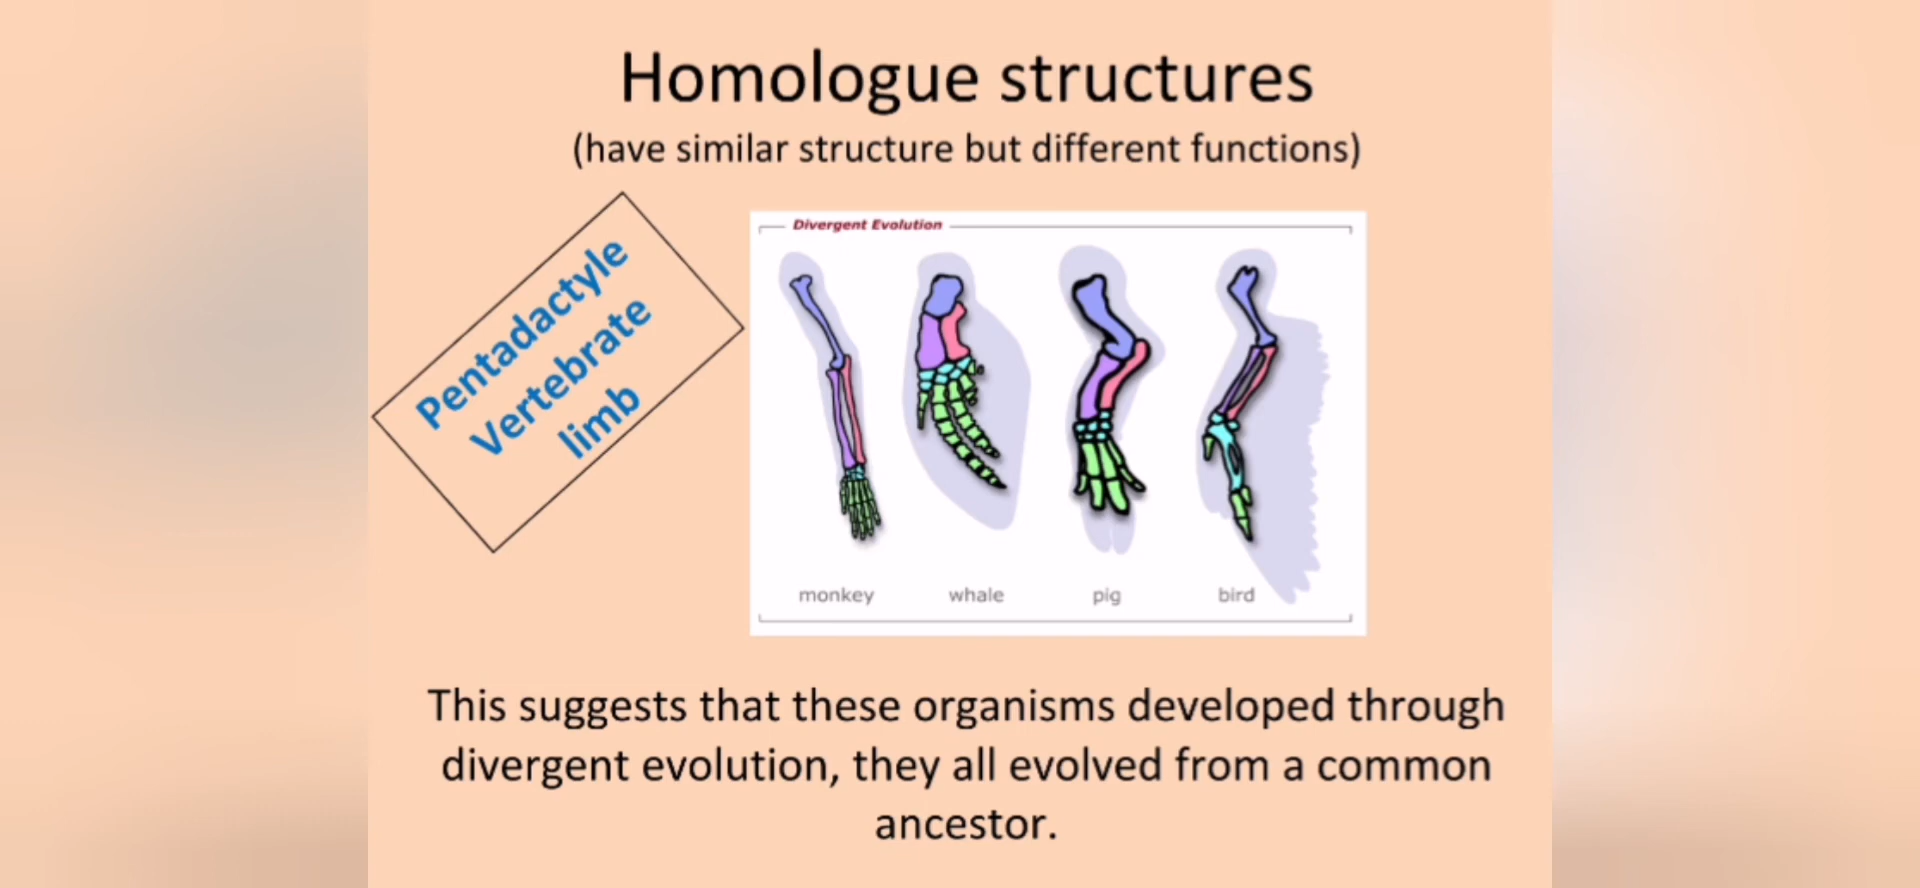 Homologue structures
(have similar structure but different functions)
Pentadactyle
Vertebrate
limb
Divergent Evolution
monkey
whale
pig
bird
This suggests that these organisms developed through
divergent evolution, they all evolved from a common
ancestor.